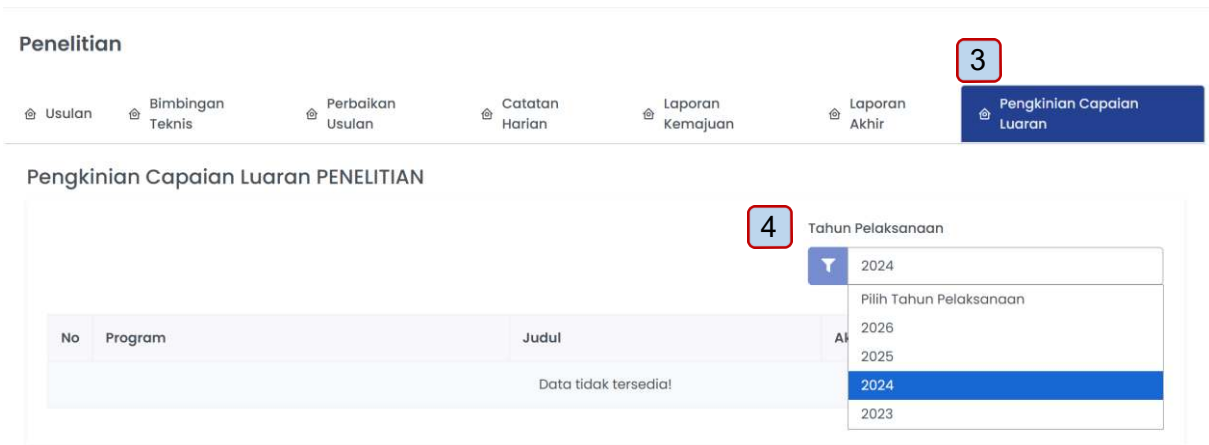 Penelitian
3
Usulan
Bimbingan
Teknis
Perbaikan
Usulan
Catatan
Harian
Laporan
Kemajuan
Laporan
Akhir
Pengkinian Capaian
Luaran
Pengkinian Capaian Luaran PENELITIAN
4
Tahun Pelaksanaan
2024
Pilih Tahun Pelaksanaan
2026
2025
2024
2023
No Program Judul
Data tidak tersedia!